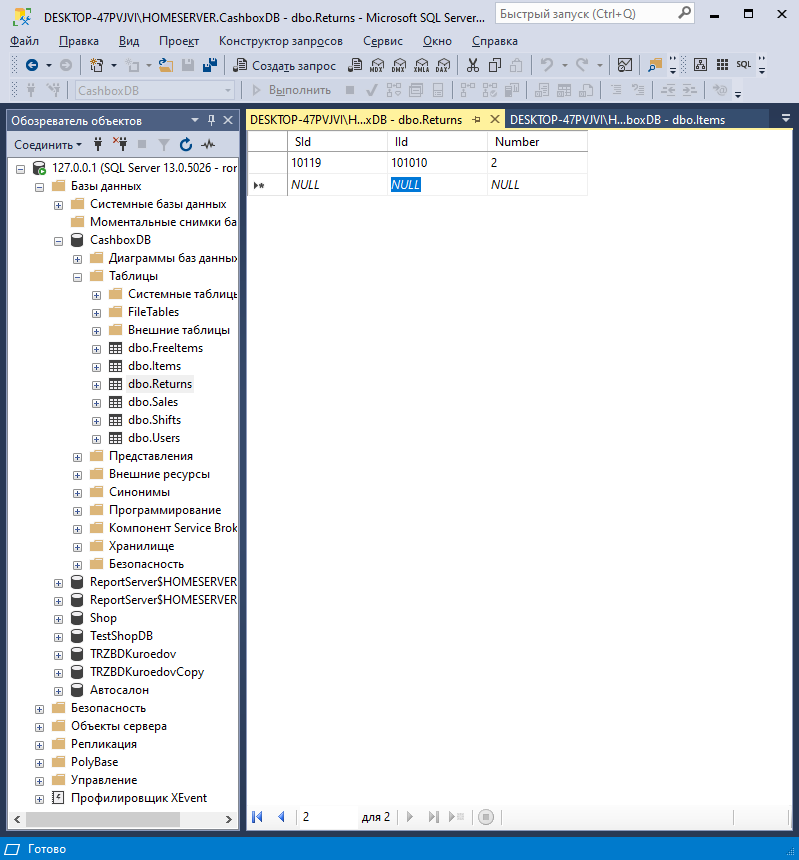 DESKTOP-47PVJVI\HOMESERVER.CashboxDB - dbo.Returns - Microsoft SQL Server...
Быстрый запуск (Ctrl+Q)
Файл Правка Вид Проект Конструктор запросов Сервис Окно Справка
Создать запрос MDX DMX XMLA DAX SQL
CashboxDB Выполнить
Обозреватель объектов
DESKTOP-47PVJVI\H...xDB - dbo.Returns
DESKTOP-47PVJVI\H...boxDB - dbo.Items
Соединить
127.0.0.1 (SQL Server 13.0.5026 - ror
Базы данных
Системные базы данных
Моментальные снимки ба
CashboxDB
Диаграммы баз данных
Таблицы
Системные таблицы
FileTables
Внешние таблицы
dbo.FreeItems
dbo.Items
dbo.Returns
dbo.Sales
dbo.Shifts
dbo.Users
Представления
Внешние ресурсы
Синонимы
Программирование
Компонент Service Brok
Хранилище
Безопасность
ReportServer$HOMESERVER
ReportServer$HOMESERVER
Shop
TestShopDB
TRZBDKuroedov
TRZBDKuroedovCopy
Автосалон
Безопасность
Объекты сервера
Репликация
PolyBase
Управление
Профилировщик XEvent
SId IId Number
10119 101010 2
NULL NULL NULL
2 для 2
Готово